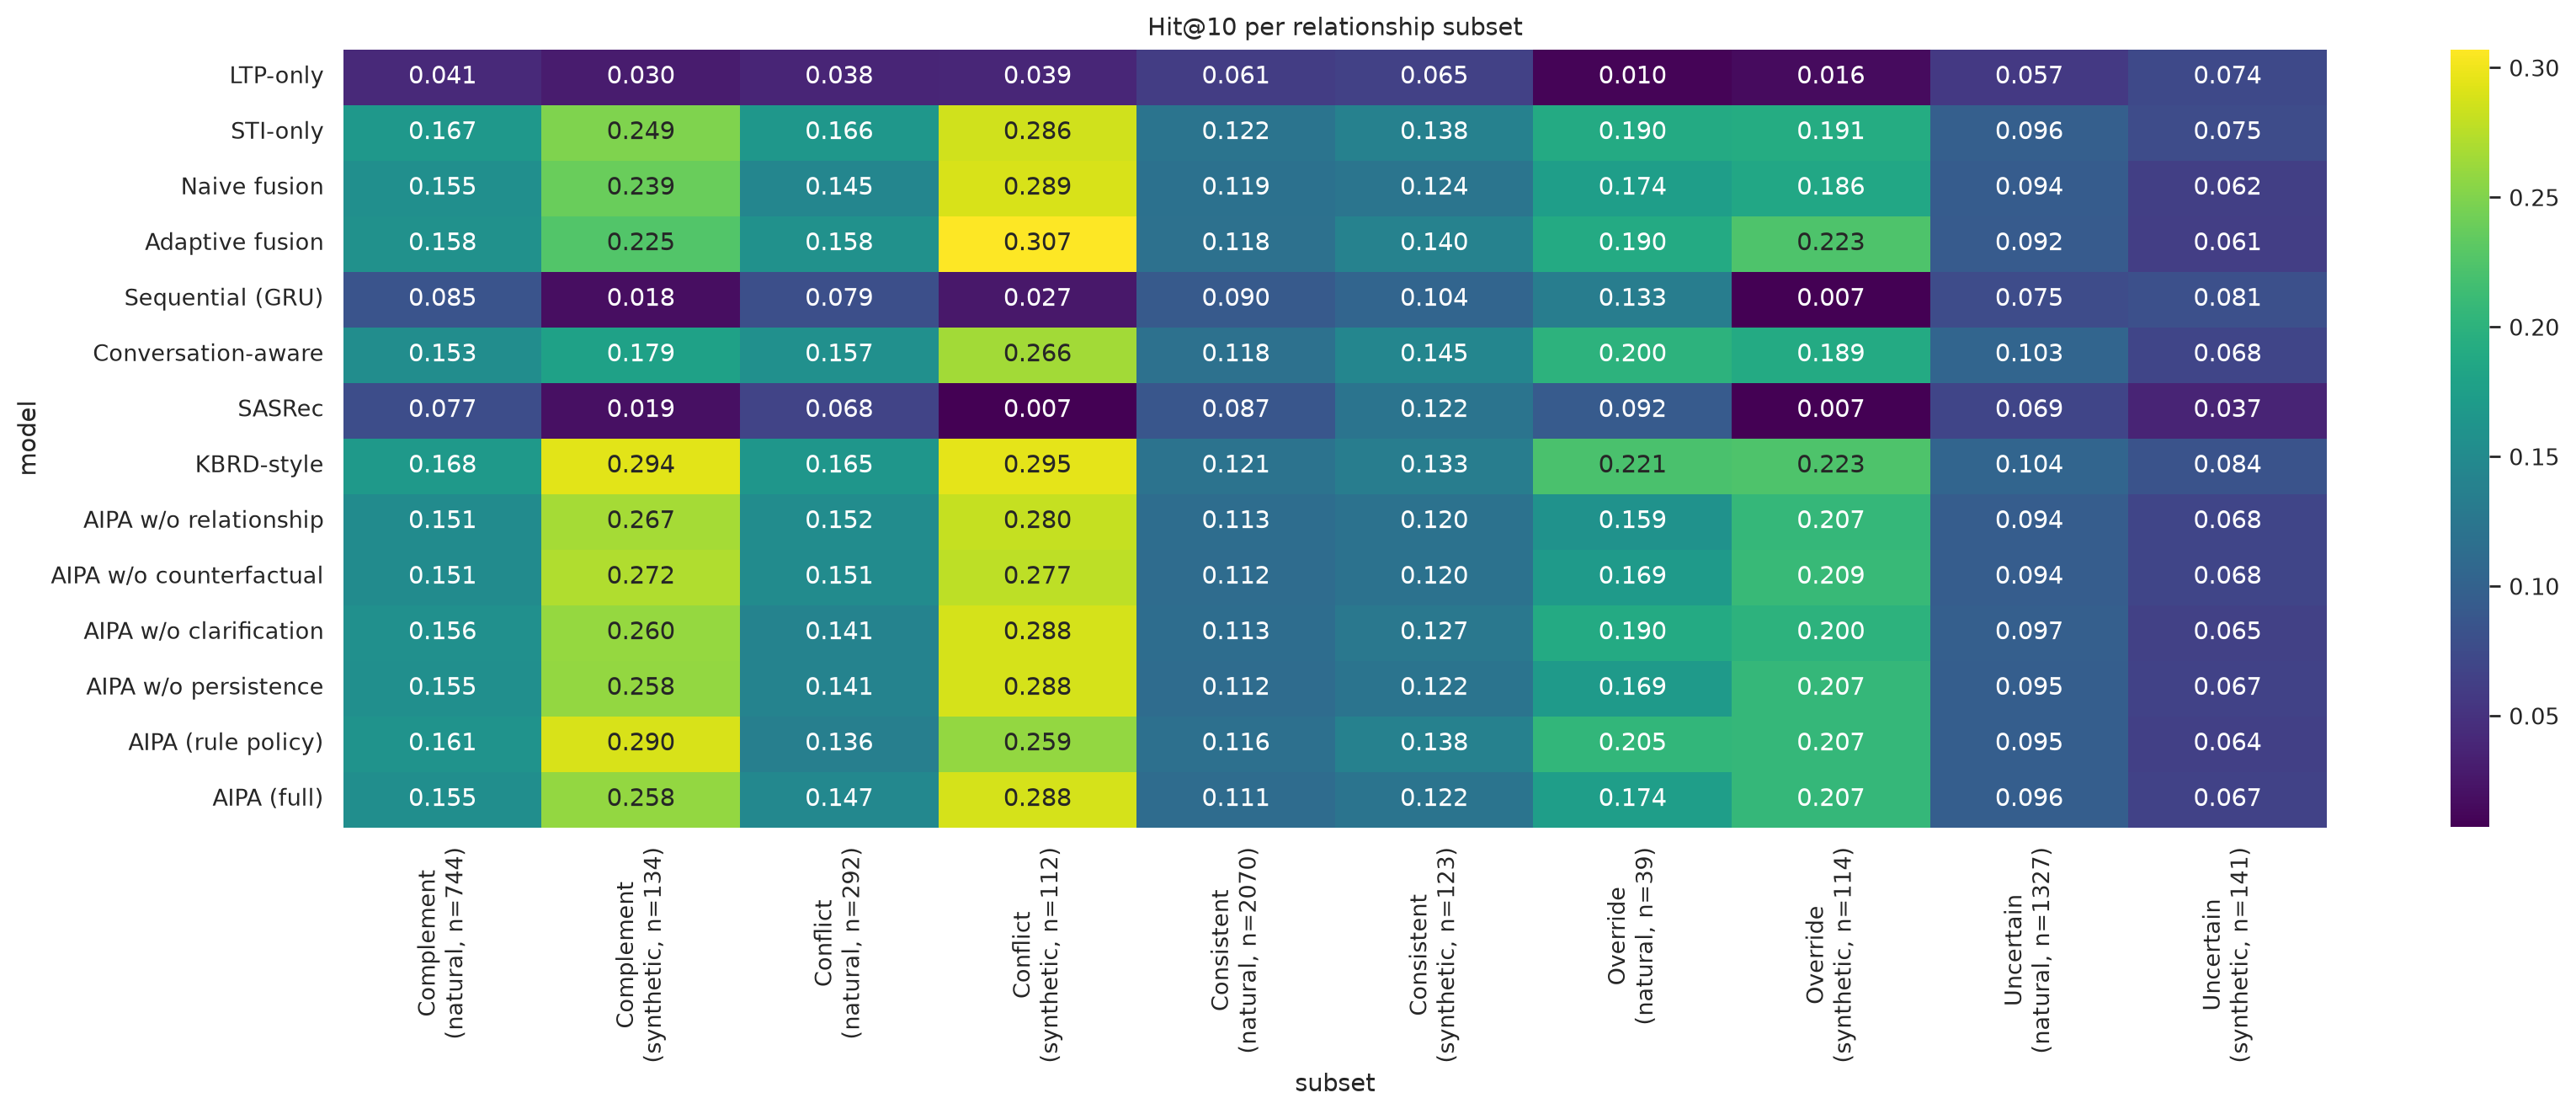 Hit@10 per relationship subset
model
LTP-only 0.041 0.030 0.038 0.039 0.061 0.065 0.010 0.016 0.057 0.074
STI-only 0.167 0.249 0.166 0.286 0.122 0.138 0.190 0.191 0.096 0.075
Naive fusion 0.155 0.239 0.145 0.289 0.119 0.124 0.174 0.186 0.094 0.062
Adaptive fusion 0.158 0.225 0.158 0.307 0.118 0.140 0.190 0.223 0.092 0.061
Sequential (GRU) 0.085 0.018 0.079 0.027 0.090 0.104 0.133 0.007 0.075 0.081
Conversation-aware 0.153 0.179 0.157 0.266 0.118 0.145 0.200 0.189 0.103 0.068
SASRec 0.077 0.019 0.068 0.007 0.087 0.122 0.092 0.007 0.069 0.037
KBRD-style 0.168 0.294 0.165 0.295 0.121 0.133 0.221 0.223 0.104 0.084
AIPA w/o relationship 0.151 0.267 0.152 0.280 0.113 0.120 0.159 0.207 0.094 0.068
AIPA w/o counterfactual 0.151 0.272 0.151 0.277 0.112 0.120 0.169 0.209 0.094 0.068
AIPA w/o clarification 0.156 0.260 0.141 0.288 0.113 0.127 0.190 0.200 0.097 0.065
AIPA w/o persistence 0.155 0.258 0.141 0.288 0.112 0.122 0.169 0.207 0.095 0.067
AIPA (rule policy) 0.161 0.290 0.136 0.259 0.116 0.138 0.205 0.207 0.095 0.064
AIPA (full) 0.155 0.258 0.147 0.288 0.111 0.122 0.174 0.207 0.096 0.067
Complement
(natural, n=744)
Complement
(synthetic, n=134)
Conflict
(natural, n=292)
Conflict
(synthetic, n=112)
Consistent
(natural, n=2070)
Consistent
(synthetic, n=123)
Override
(natural, n=39)
Override
(synthetic, n=114)
Uncertain
(natural, n=1327)
Uncertain
(synthetic, n=141)
subset
0.30
0.25
0.20
0.15
0.10
0.05